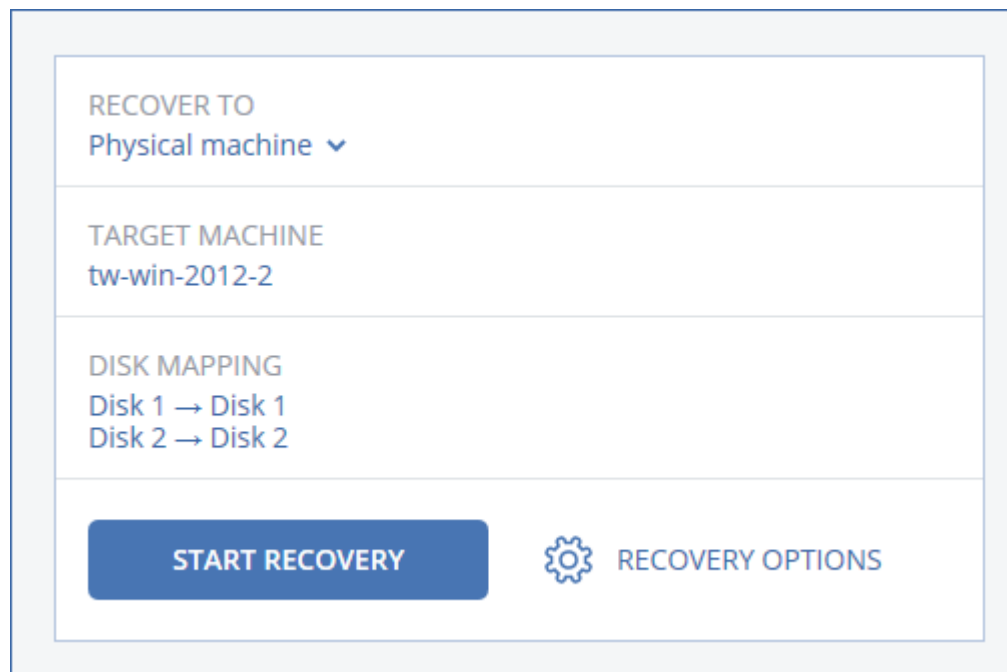 RECOVER TO
Physical machine
TARGET MACHINE
tw-win-2012-2
DISK MAPPING
Disk 1 → Disk 1
Disk 2 → Disk 2
START RECOVERY
RECOVERY OPTIONS